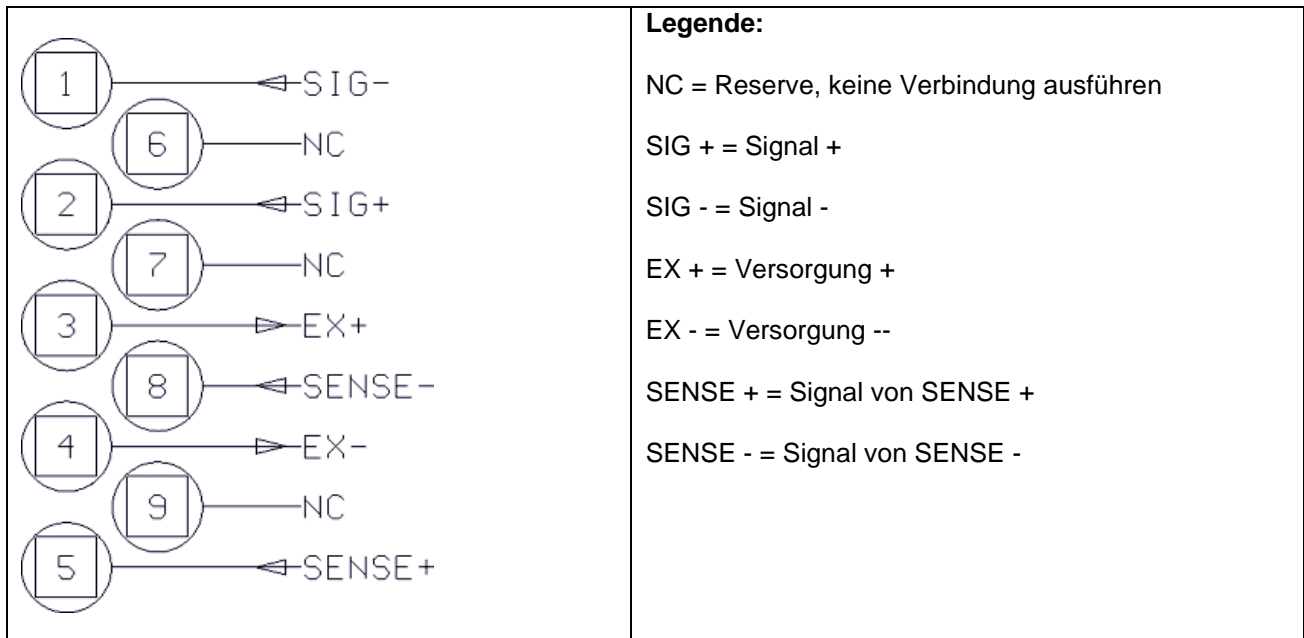 1 SIG-
6 NC
2 SIG+
7 NC
3 EX+
8 SENSE-
4 EX-
9 NC
5 SENSE+
Legende:
NC = Reserve, keine Verbindung ausführen
SIG + = Signal +
SIG - = Signal -
EX + = Versorgung +
EX - = Versorgung --
SENSE + = Signal von SENSE +
SENSE - = Signal von SENSE -